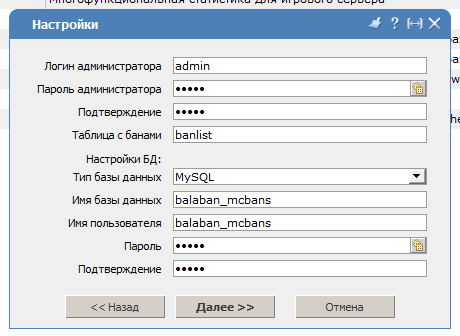 Многофункциональная статистика для игрового сервера
Настройки
Логин администратора admin
Пароль администратора •••••
Подтверждение •••••
Таблица с банами banlist
Настройки БД:
Тип базы данных MySQL
Имя базы данных balaban_mcbans
Имя пользователя balaban_mcbans
Пароль •••••
Подтверждение •••••
<< Назад Далее >> Отмена